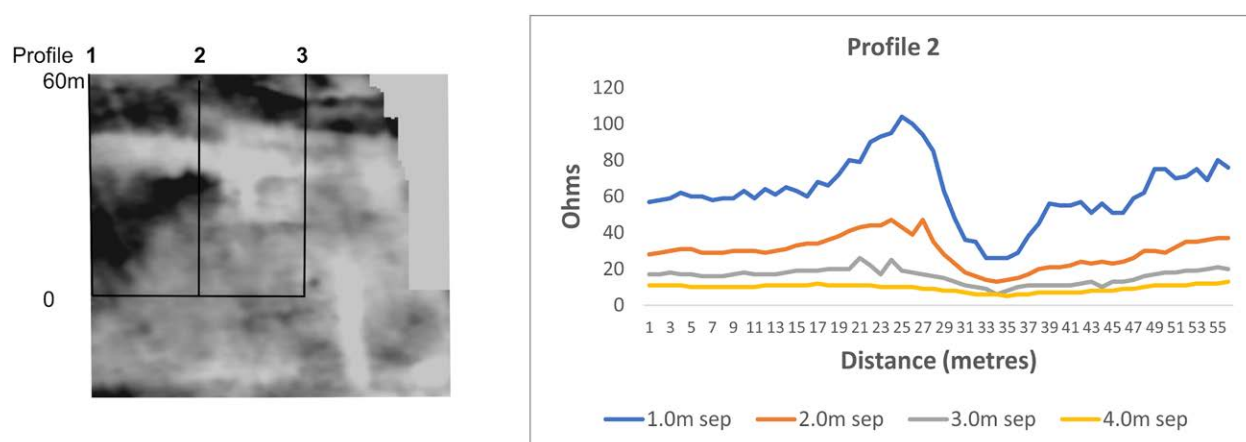 Profile 1 2 3
60m
0
Profile 2
120
100
80
60
40
20
0
Ohms
1 3 5 7 9 11 13 15 17 19 21 23 25 27 29 31 33 35 37 39 41 43 45 47 49 51 53 55
Distance (metres)
1.0m sep 2.0m sep 3.0m sep 4.0m sep